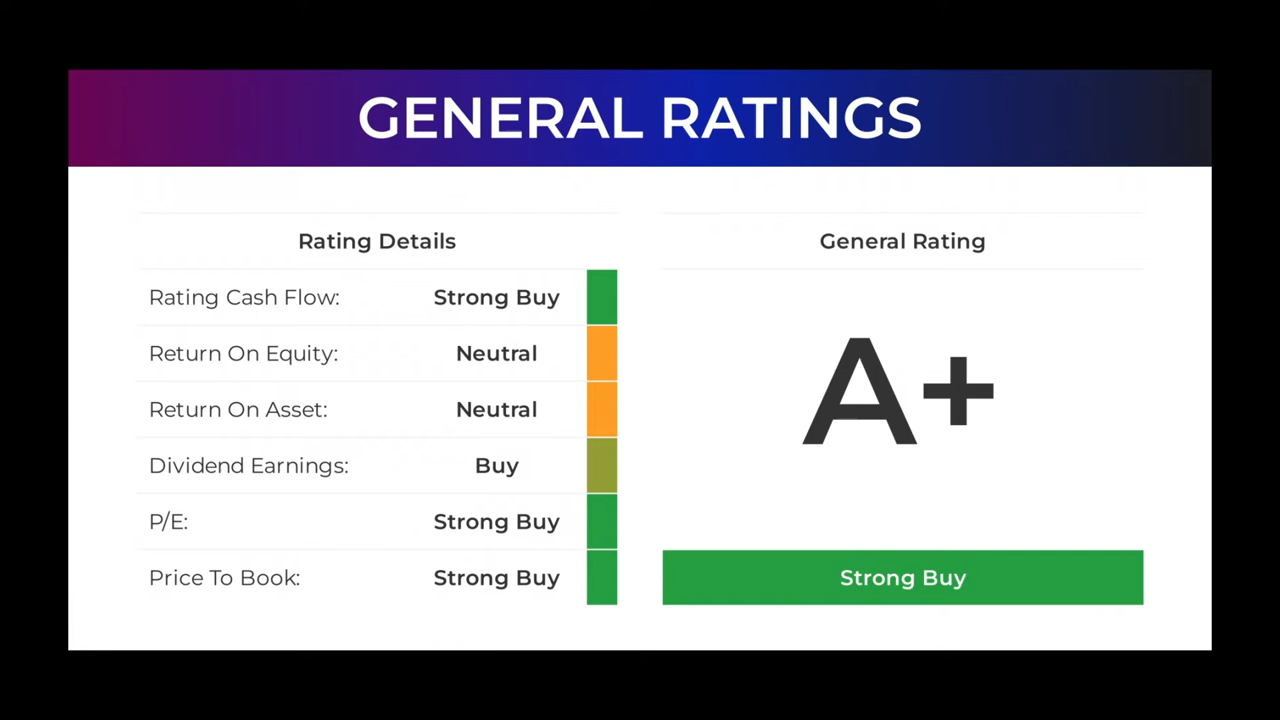 GENERAL RATINGS
Rating Details
General Rating
Rating Cash Flow: Strong Buy
Return On Equity: Neutral
Return On Asset: Neutral
Dividend Earnings: Buy
P/E: Strong Buy
Price To Book: Strong Buy
A+
Strong Buy